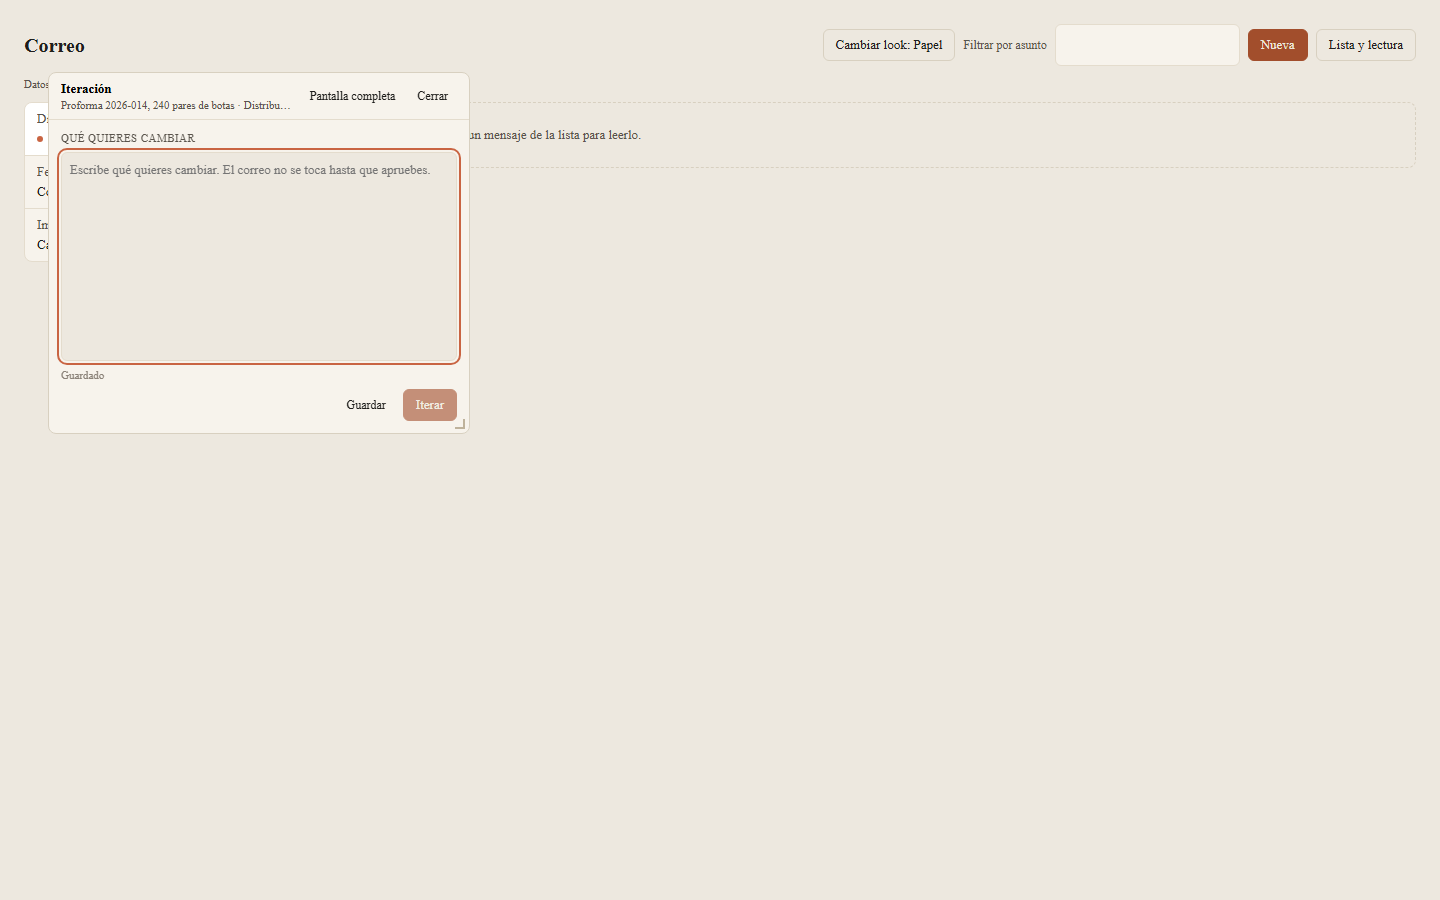 Correo
Cambiar look: Papel
Filtrar por asunto
Nueva
Lista y lectura
Datos
Iteración
Proforma 2026-014, 240 pares de botas · Distribu…
Pantalla completa
Cerrar
un mensaje de la lista para leerlo.
QUÉ QUIERES CAMBIAR
Escribe qué quieres cambiar. El correo no se toca hasta que apruebes.
Guardado
Guardar
Iterar